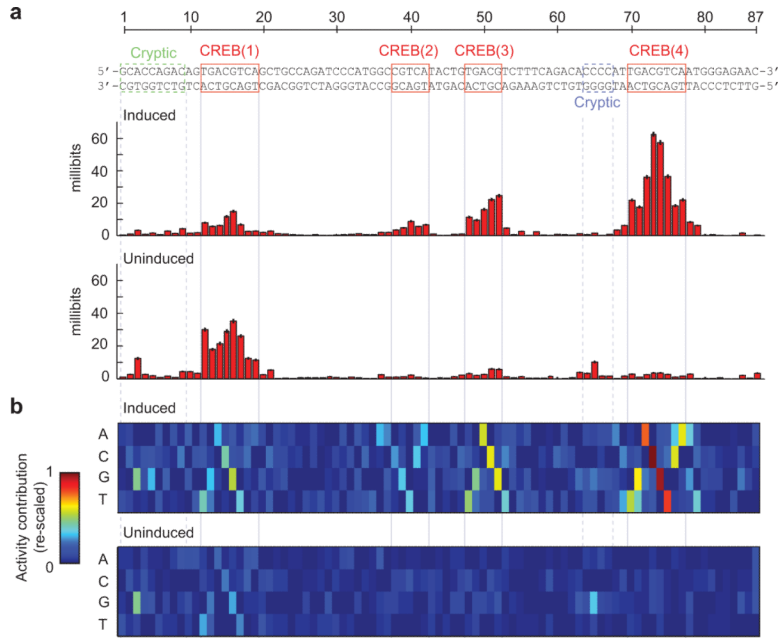 a
1 10 20 30 40 50 60 70 80 87
Cryptic CREB(1) CREB(2) CREB(3) CREB(4)
5′-GCACCAGACAGTGACGTCAGCTGCCAGATCCCATGGCCGTCATACTGTGACGTCTTTCAGACACCCCATTGACGTCAATGGGAGAAC-3′
3′-CGTGGTCTGTCACTGCAGTCGACGGTCTAGGGTACCGGCAGTATGACACTGCAGAAAGTCTGTGGGGTAACTGCAGTTACCCTCTTG-5′
Cryptic
Induced
60
40
20
0
millibits
Uninduced
60
40
20
0
millibits
b
Induced
A
C
G
T
Activity contribution
(re-scaled)
1
0
Uninduced
A
C
G
T